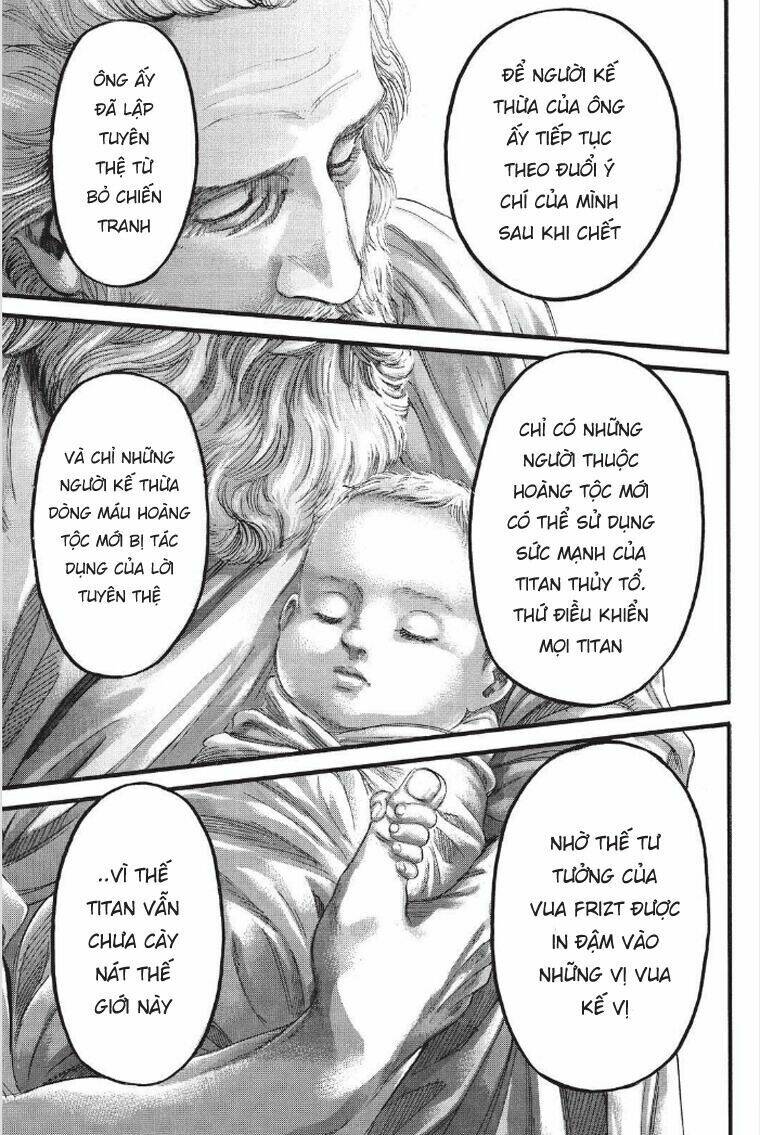 ĐỂ NGƯỜI KẾ
THỪA CỦA ÔNG
ẤY TIẾP TỤC
THEO ĐUỔI Ý
CHÍ CỦA MÌNH
SAU KHI CHẾT
ÔNG ẤY
ĐÃ LẬP
TUYÊN
THỆ TỪ
BỎ CHIẾN
TRANH
CHỈ CÓ NHỮNG
NGƯỜI THUỘC
HOÀNG TỘC MỚI
CÓ THỂ SỬ DỤNG
SỨC MẠNH CỦA
TITAN THỦY TỔ.
THỨ ĐIỀU KHIỂN
MỌI TITAN
VÀ CHỈ NHỮNG
NGƯỜI KẾ THỪA
DÒNG MÁU HOÀNG
TỘC MỚI BỊ TÁC
DỤNG CỦA LỜI
TUYÊN THỆ
NHỜ THẾ TƯ
TƯỞNG CỦA
VUA FRIZT ĐƯỢC
IN ĐẬM VÀO
NHỮNG VỊ VUA
KẾ VỊ
..VÌ THẾ
TITAN VẪN
CHƯA CÀY
NÁT THẾ
GIỚI NÀY